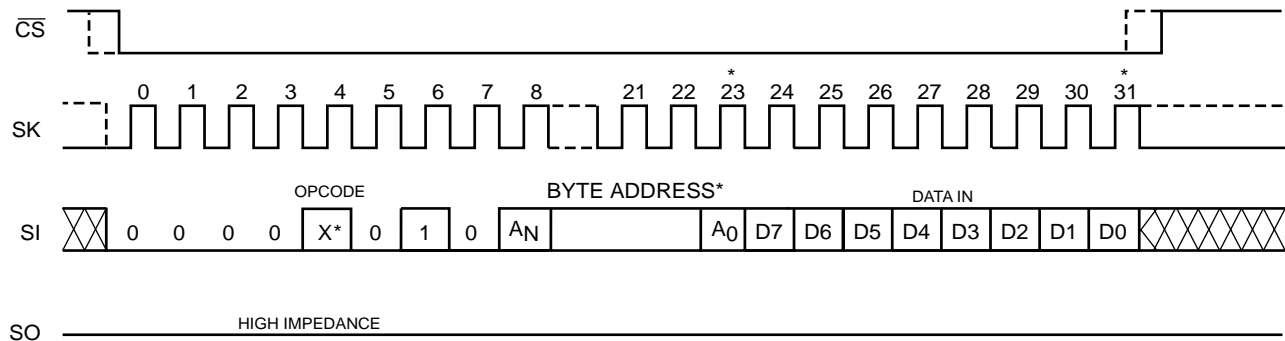 CS
* *
0 1 2 3 4 5 6 7 8 21 22 23 24 25 26 27 28 29 30 31
SK
OPCODE BYTE ADDRESS* DATA IN
SI 0 0 0 0 X* 0 1 0 AN A0 D7 D6 D5 D4 D3 D2 D1 D0
HIGH IMPEDANCE
SO